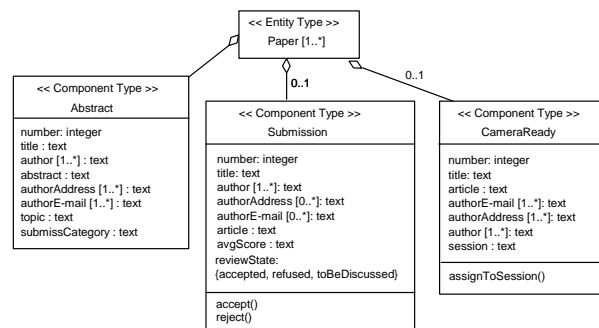 << Entity Type >>
Paper [1..*]
0..1
0..1
<< Component Type >>
Abstract
number: integer
title : text
author [1..*] : text
abstract : text
authorAddress [1..*] : text
authorE-mail [1..*] : text
topic : text
submissCategory : text
<< Component Type >>
Submission
number: integer
title: text
author [1..*]: text
authorAddress [0..*]: text
authorE-mail [0..*]: text
article : text
avgScore : text
reviewState:
{accepted, refused, toBeDiscussed}
accept()
reject()
<< Component Type >>
CameraReady
number: integer
title: text
article : text
authorE-mail [1..*]: text
authorAddress [1..*]: text
author [1..*]: text
session : text
assignToSession()